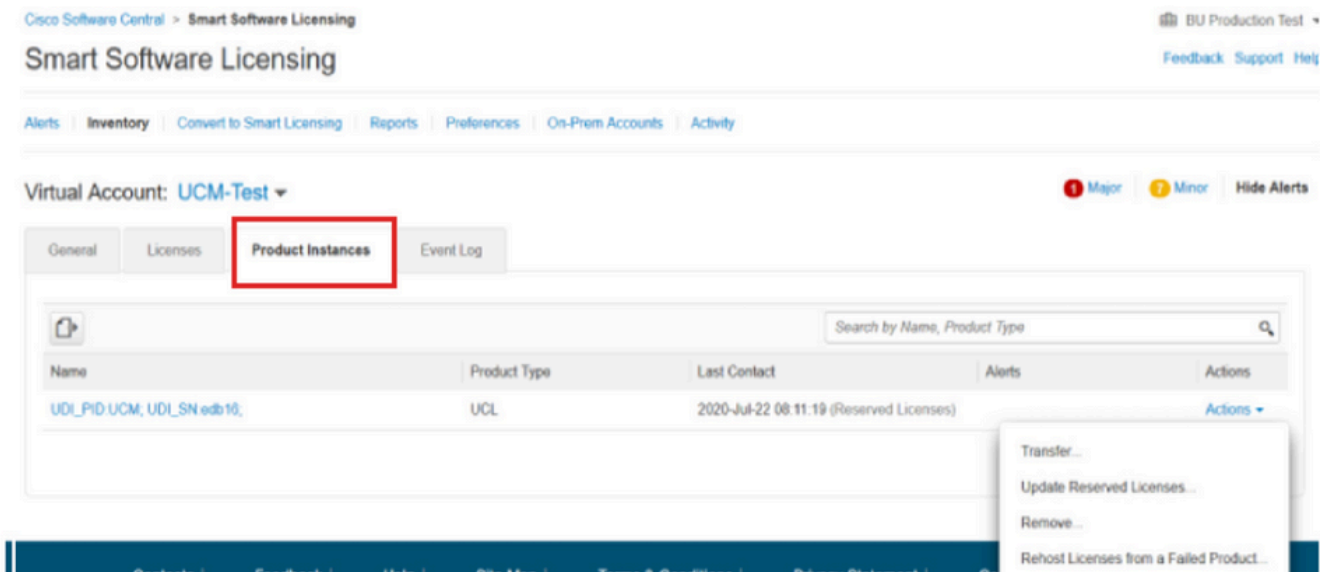 Cisco Software Central > Smart Software Licensing
BU Production Test
Smart Software Licensing
Feedback Support Help
Alerts | Inventory | Convert to Smart Licensing | Reports | Preferences | On-Prem Accounts | Activity
Virtual Account: UCM-Test
1 Major | 7 Minor | Hide Alerts
General
Licenses
Product Instances
Event Log
Search by Name, Product Type
Name | Product Type | Last Contact | Alerts | Actions
UDI_PID:UCM; UDI_SN:edb16; UCL 2020-Jul-22 08:11:19 (Reserved Licenses) Actions
Transfer...
Update Reserved Licenses...
Remove...
Rehost Licenses from a Failed Product...